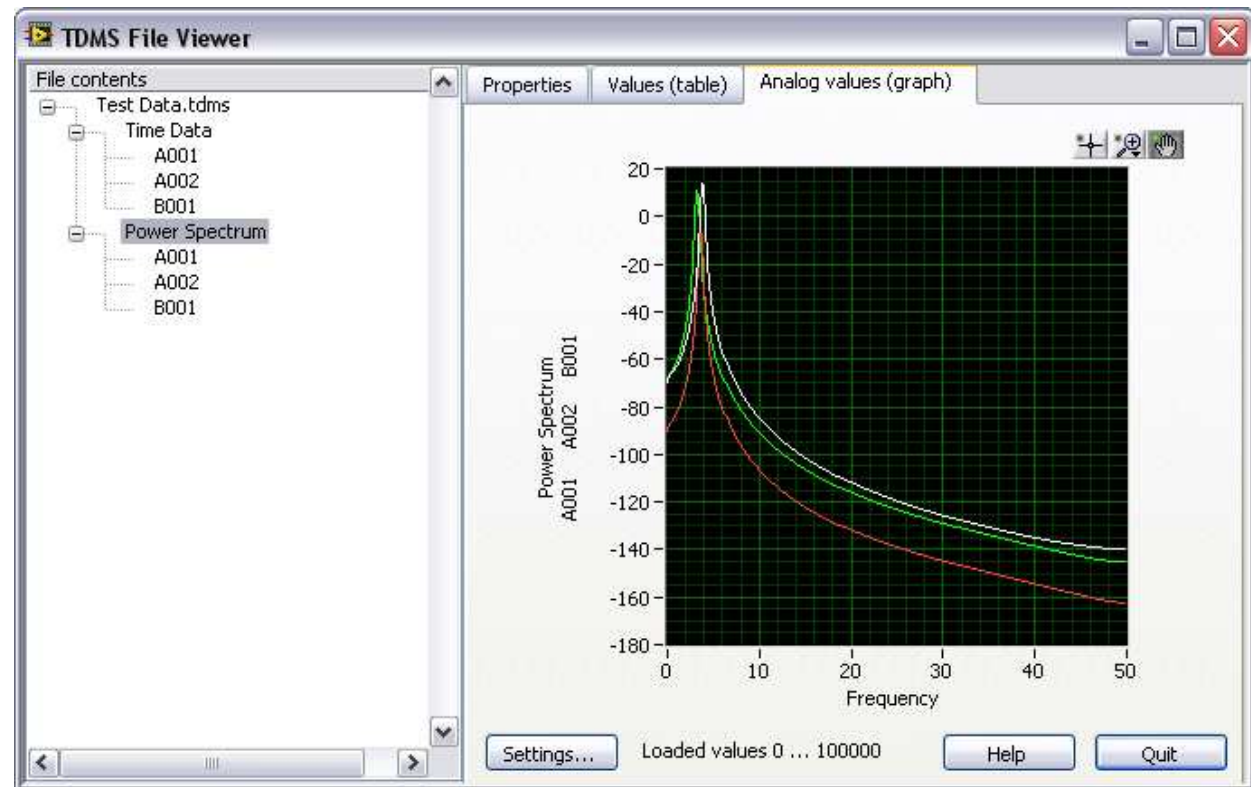 TDMS File Viewer
File contents
Test Data.tdms
Time Data
A001
A002
B001
Power Spectrum
A001
A002
B001
Properties
Values (table)
Analog values (graph)
20
0
-20
-40
-60
-80
-100
-120
-140
-160
-180
Power Spectrum
A001 A002 B001
0 10 20 30 40 50
Frequency
Settings...
Loaded values 0 ... 100000
Help
Quit